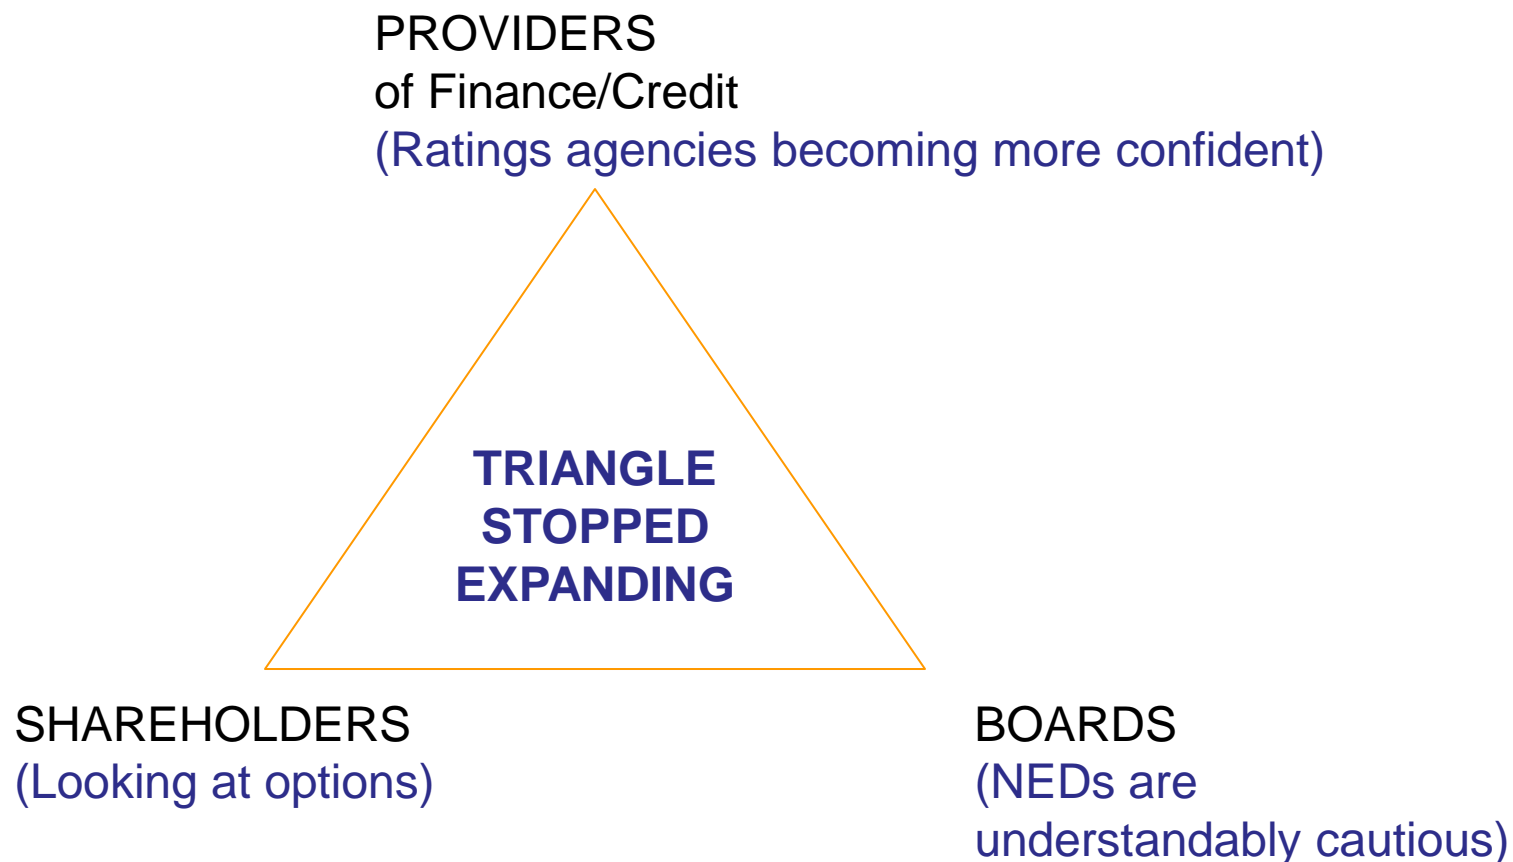 PROVIDERS
of Finance/Credit
(Ratings agencies becoming more confident)
TRIANGLE
STOPPED
EXPANDING
SHAREHOLDERS
(Looking at options)
BOARDS
(NEDs are
understandably cautious)